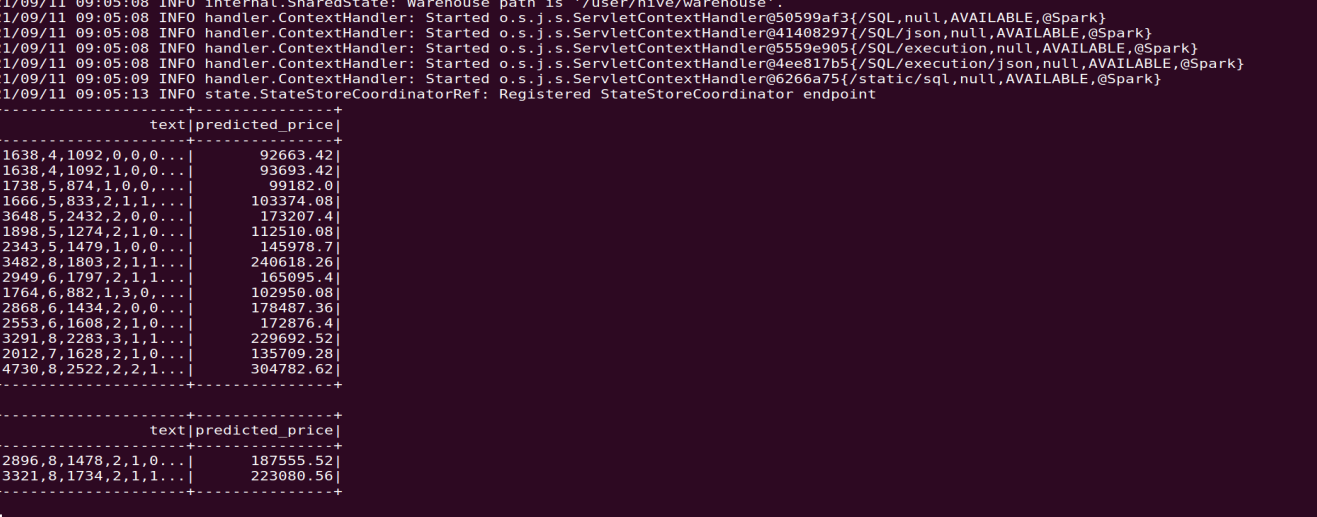 21/09/11 09:05:08 INFO internal.SharedState: Warehouse path is '/user/hive/warehouse'.
21/09/11 09:05:08 INFO handler.ContextHandler: Started o.s.j.s.ServletContextHandler@50599af3{/SQL,null,AVAILABLE,@Spark}
21/09/11 09:05:08 INFO handler.ContextHandler: Started o.s.j.s.ServletContextHandler@41408297{/SQL/json,null,AVAILABLE,@Spark}
21/09/11 09:05:08 INFO handler.ContextHandler: Started o.s.j.s.ServletContextHandler@5559e905{/SQL/execution,null,AVAILABLE,@Spark}
21/09/11 09:05:08 INFO handler.ContextHandler: Started o.s.j.s.ServletContextHandler@4ee817b5{/SQL/execution/json,null,AVAILABLE,@Spark}
21/09/11 09:05:09 INFO handler.ContextHandler: Started o.s.j.s.ServletContextHandler@6266a75{/static/sql,null,AVAILABLE,@Spark}
21/09/11 09:05:13 INFO state.StateStoreCoordinatorRef: Registered StateStoreCoordinator endpoint
+--------------------+---------------+
text|predicted_price|
+--------------------+---------------+
1638,4,1092,0,0,0...| 92663.42|
1638,4,1092,1,0,0...| 93693.42|
1738,5,874,1,0,0,...| 99182.0|
1666,5,833,2,1,1,...| 103374.08|
3648,5,2432,2,0,0...| 173207.4|
1898,5,1274,2,1,0...| 112510.08|
2343,5,1479,1,0,0...| 145978.7|
3482,8,1803,2,1,1...| 240618.26|
2949,6,1797,2,1,1...| 165095.4|
1764,6,882,1,3,0,...| 102950.08|
2868,6,1434,2,0,0...| 178487.36|
2553,6,1608,2,1,0...| 172876.4|
3291,8,2283,3,1,1...| 229692.52|
2012,7,1628,2,1,0...| 135709.28|
4730,8,2522,2,2,1...| 304782.62|
+--------------------+---------------+
+--------------------+---------------+
text|predicted_price|
+--------------------+---------------+
2896,8,1478,2,1,0...| 187555.52|
3321,8,1734,2,1,1...| 223080.56|
+--------------------+---------------+